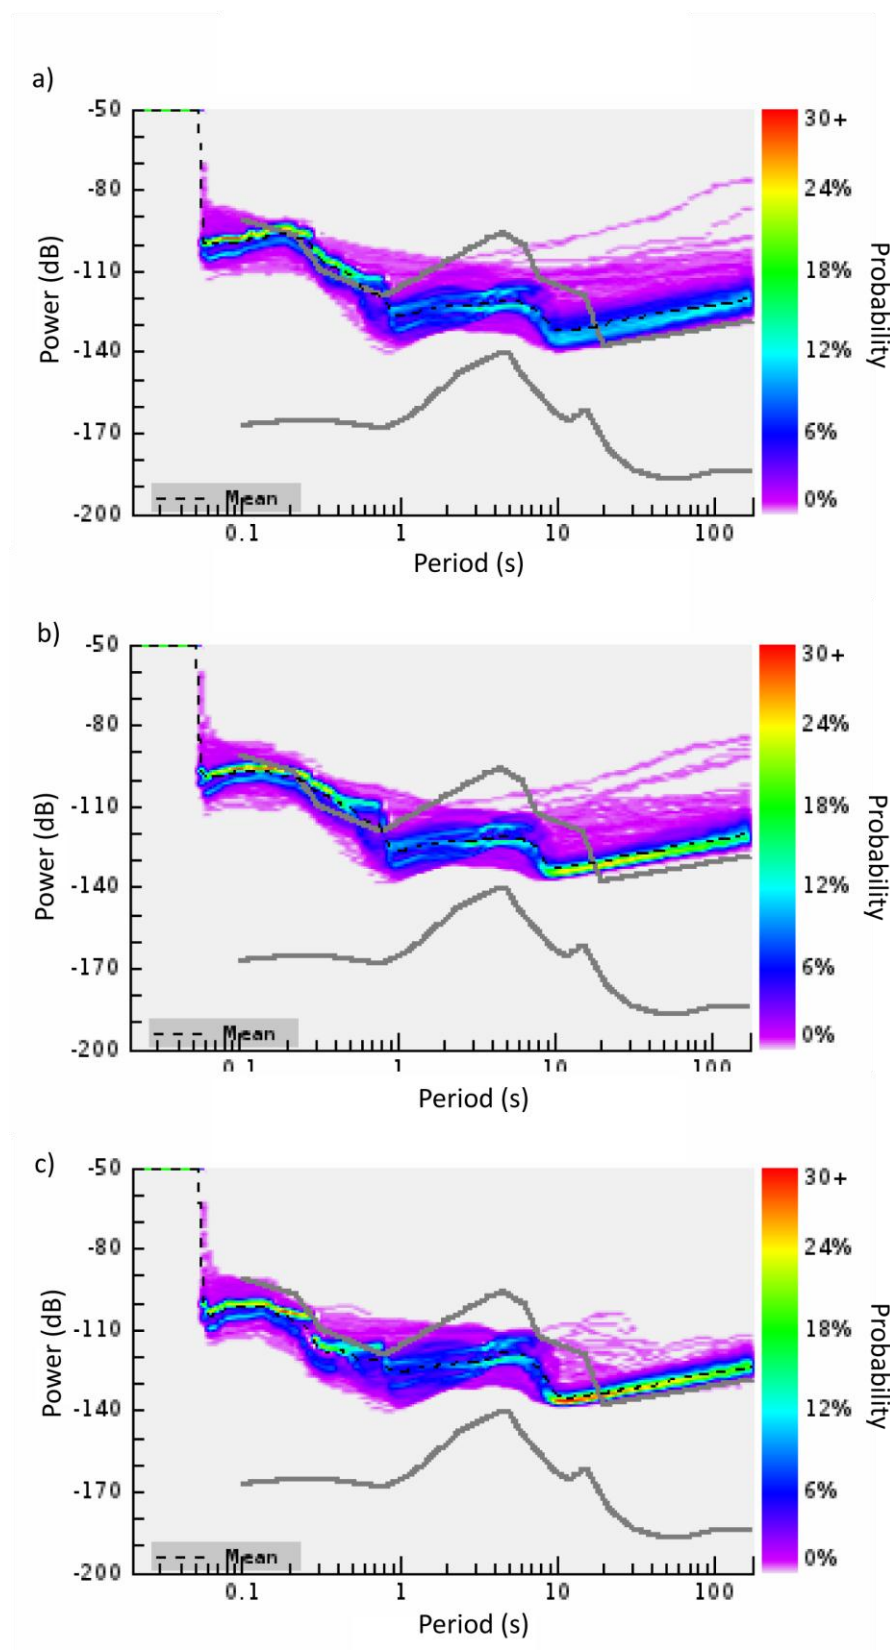 a)
-50
-80
-110
-140
-170
-200
Power (dB)
Mean
0.1 1 10 100
Period (s)
30+
24%
18%
12%
6%
0%
Probability
b)
-50
-80
-110
-140
-170
-200
Power (dB)
Mean
0.1 1 10 100
Period (s)
30+
24%
18%
12%
6%
0%
Probability
c)
-50
-80
-110
-140
-170
-200
Power (dB)
Mean
0.1 1 10 100
Period (s)
30+
24%
18%
12%
6%
0%
Probability